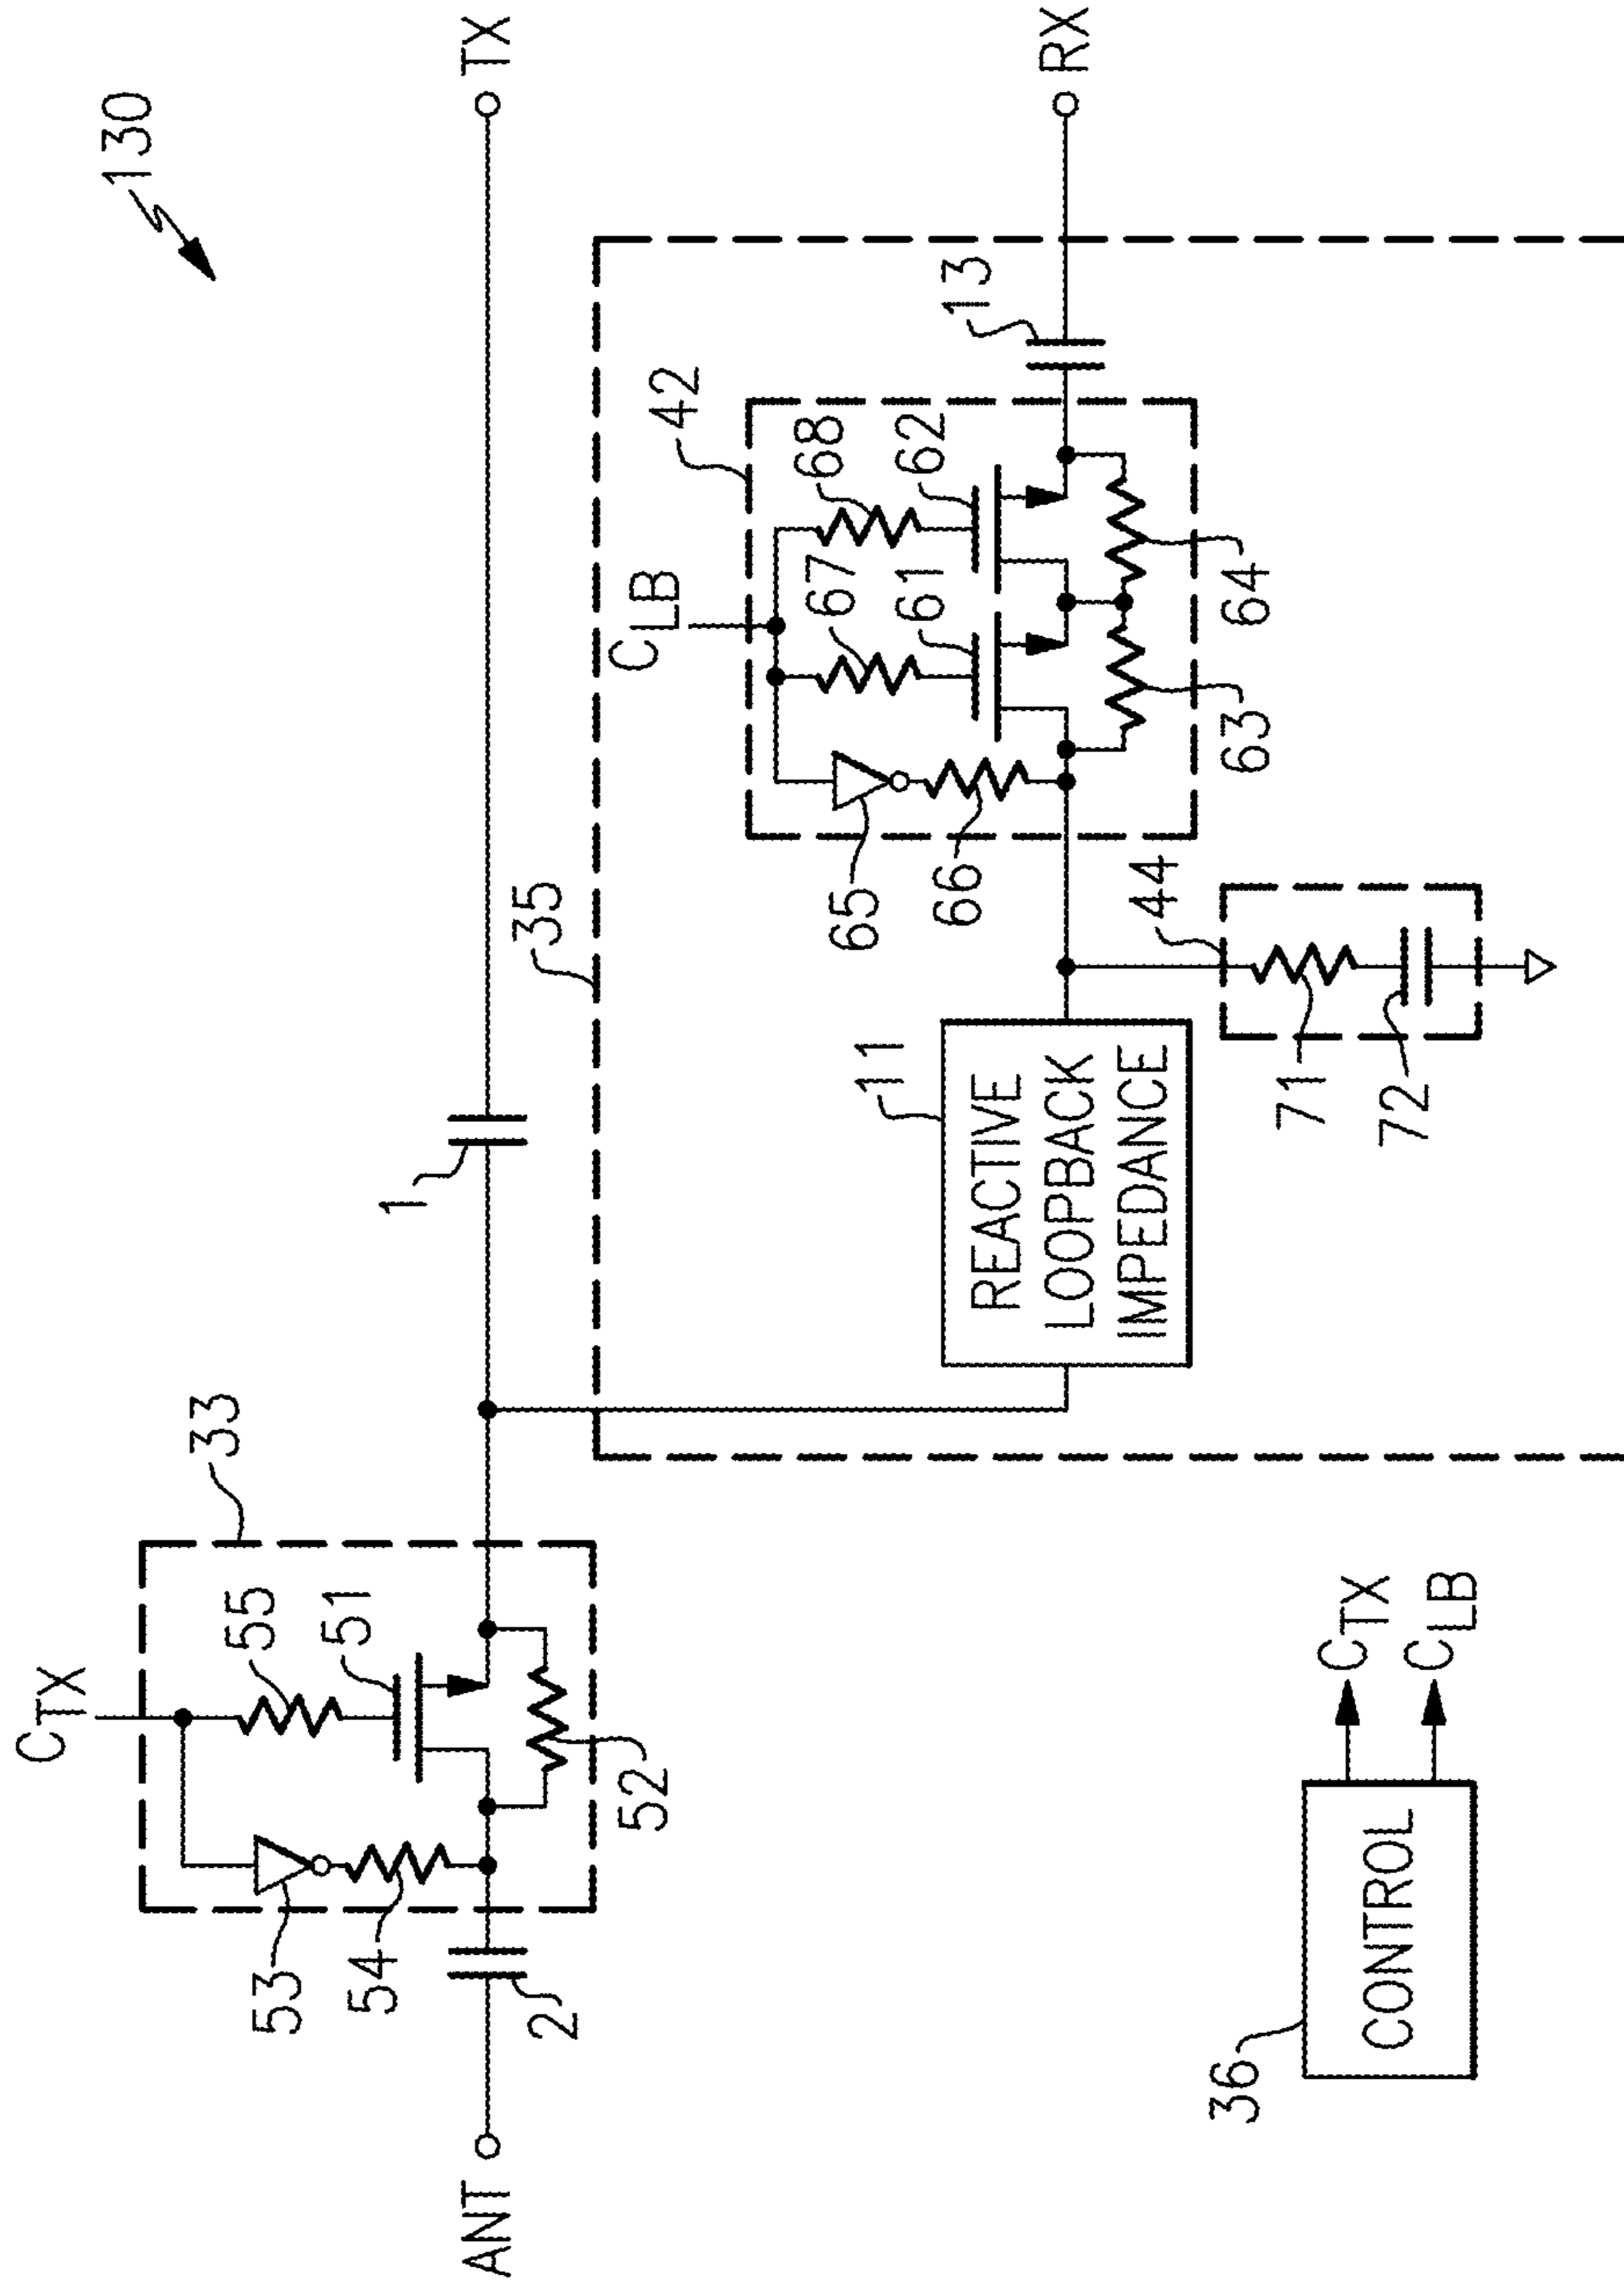 130
ANT
2
C_TX
53
54
55
51
52
33
1
TX
35
11
REACTIVE
LOOPBACK
IMPEDANCE
44
71
72
C_LB
42
65
66
67
61
68
62
63
64
13
RX
36
CONTROL
C_TX
C_LB